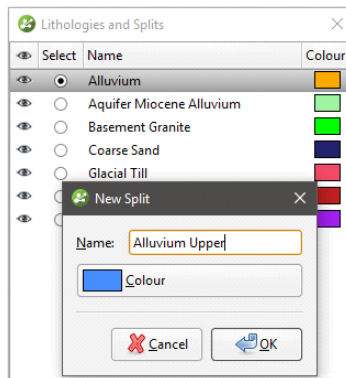 Lithologies and Splits
Select Name Colour
Alluvium
Aquifer Miocene Alluvium
Basement Granite
Coarse Sand
Glacial Till
New Split
Name: Alluvium Upper
Colour
Cancel OK